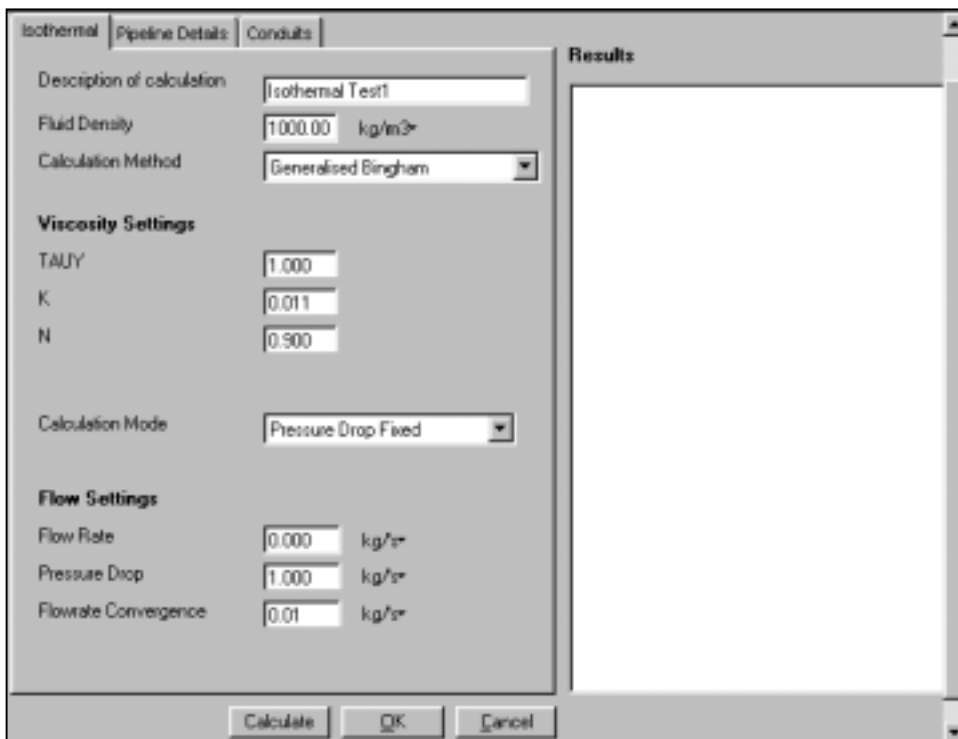 Isothermal Pipeline Details Conduits
Results
Description of calculation Isothermal Test1
Fluid Density 1000.00 kg/m3
Calculation Method Generalised Bingham
Viscosity Settings
TAUY 1.000
K 0.011
N 0.900
Calculation Mode Pressure Drop Fixed
Flow Settings
Flow Rate 0.000 kg/s
Pressure Drop 1.000 kg/s
Flowrate Convergence 0.01 kg/s
Calculate OK Cancel